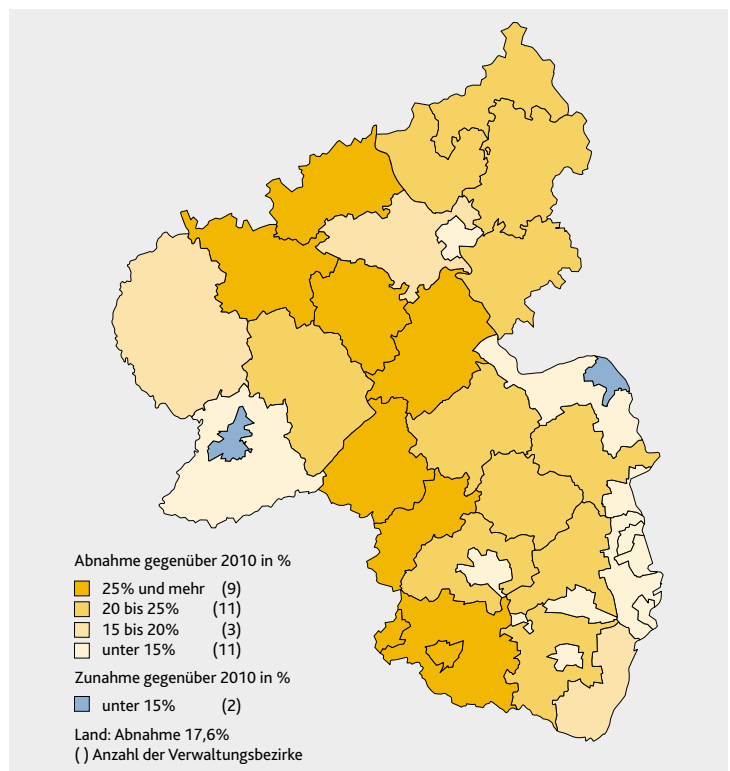 Abnahme gegenüber 2010 in %
25% und mehr (9)
20 bis 25% (11)
15 bis 20% (3)
unter 15% (11)
Zunahme gegenüber 2010 in %
unter 15% (2)
Land: Abnahme 17,6%
( ) Anzahl der Verwaltungsbezirke